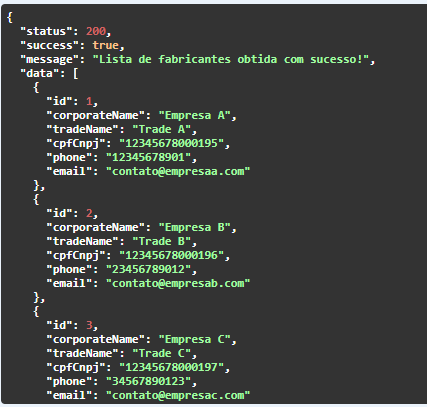 {
  "status": 200,
  "success": true,
  "message": "Lista de fabricantes obtida com sucesso!",
  "data": [
    {
      "id": 1,
      "corporateName": "Empresa A",
      "tradeName": "Trade A",
      "cpfCnpj": "12345678000195",
      "phone": "12345678901",
      "email": "contato@empresaa.com"
    },
    {
      "id": 2,
      "corporateName": "Empresa B",
      "tradeName": "Trade B",
      "cpfCnpj": "12345678000196",
      "phone": "23456789012",
      "email": "contato@empresab.com"
    },
    {
      "id": 3,
      "corporateName": "Empresa C",
      "tradeName": "Trade C",
      "cpfCnpj": "12345678000197",
      "phone": "34567890123",
      "email": "contato@empresac.com"